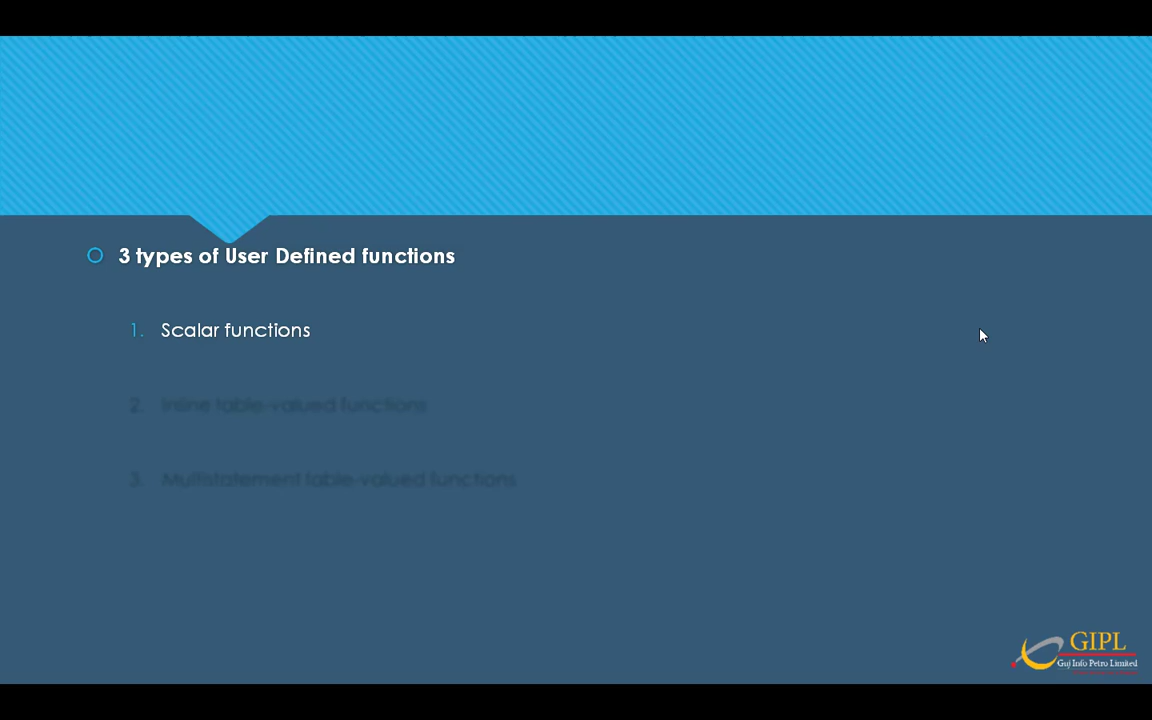 3 types of User Defined functions
1. Scalar functions
2. Inline table-valued functions
3. Multistatement table-valued functions
GIPL
Guj Info Petro Limited